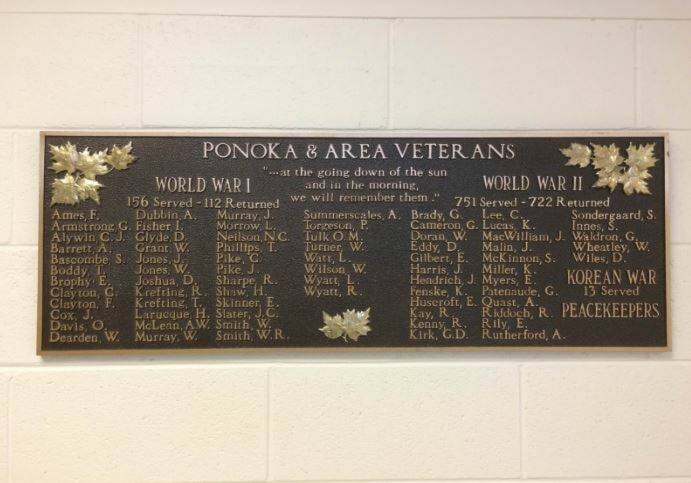 PONOKA & AREA VETERANS
"...at the going down of the sun
and in the morning,
we will remember them."
WORLD WAR I
156 Served - 112 Returned
Ames, F.
Armstrong, G.
Alywin, C. J.
Barrett, A.
Bascombe, S.
Boddy, T.
Brophy, E.
Clayton, C.
Clayton, F.
Cox, J.
Davis, O.
Dearden, W.
Dubbin, A.
Fisher, I.
Glyde, D.
Grant, W.
Jones, J.
Jones, W.
Joshua, D.
Krefting, R.
Krefting, T.
Larucque, H.
McLean, A.W.
Murray, W.
Murray, J.
Morrow, L.
Neilson, N.C.
Phillips, T.
Pike, C.
Pike, J.
Sharpe, R.
Shaw, H.
Skinner, E.
Slater, J.C.
Smith, W.
Smith, W.R.
Summerscales, A.
Torgeson, P.
Tulk, O.M.
Turner, W.
Watt, L.
Wilson, W.
Wyatt, L.
Wyatt, R.
WORLD WAR II
751 Served - 722 Returned
Brady, G.
Cameron, G.
Doran, W.
Eddy, D.
Gilbert, E.
Harris, J.
Hendrich, J.
Penske, K.
Huscroft, E.
Kay, R.
Kenny, R.
Kirk, G.D.
Lee, C.
Lucas, K.
MacWilliam, J.
Malin, J.
McKinnon, S.
Miller, K.
Myers, E.
Patenaude, G.
Quast, A.
Riddoch, R.
Rily, E.
Rutherford, A.
Sondergaard, S.
Innes, S.
Waldron, G.
Wheatley, W.
Wiles, D.
KOREAN WAR
13 Served
PEACEKEEPERS